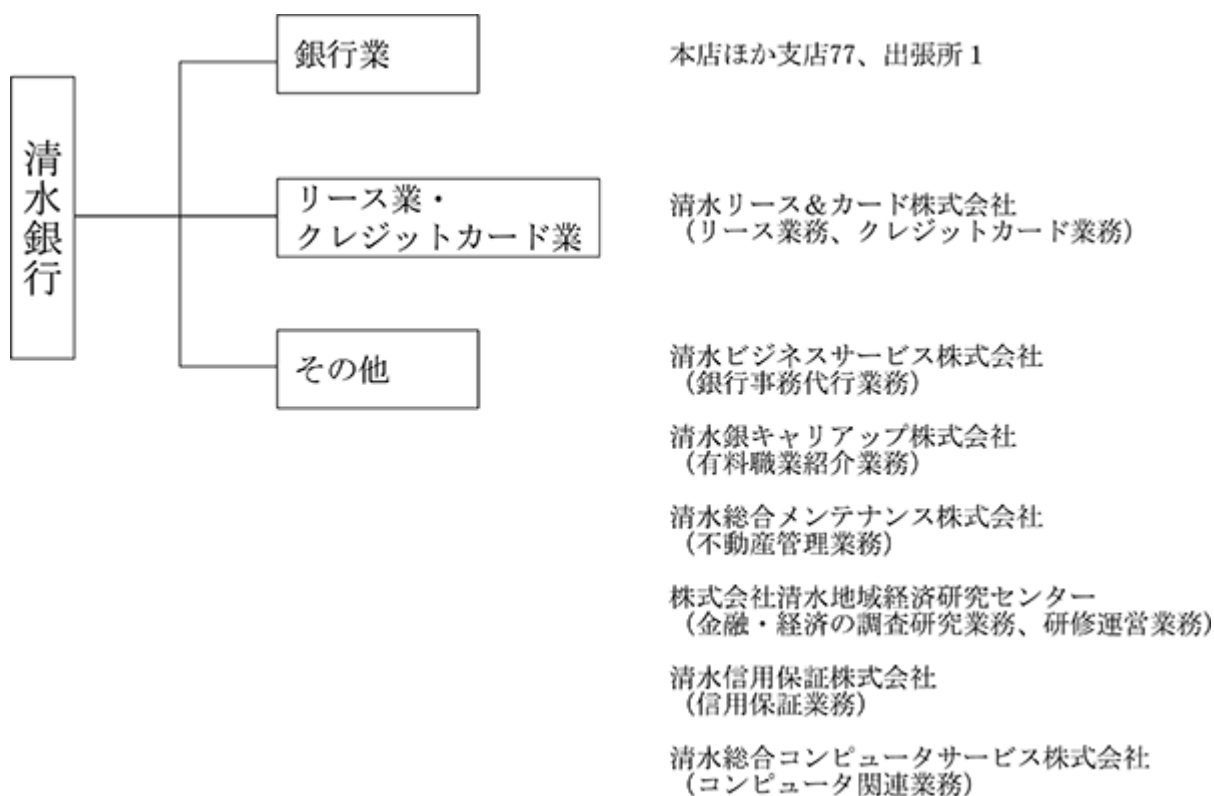 清水銀行
銀行業
本店ほか支店77、出張所1
リース業・
クレジットカード業
清水リース＆カード株式会社
（リース業務、クレジットカード業務）
その他
清水ビジネスサービス株式会社
（銀行事務代行業務）
清水銀キャリアップ株式会社
（有料職業紹介業務）
清水総合メンテナンス株式会社
（不動産管理業務）
株式会社清水地域経済研究センター
（金融・経済の調査研究業務、研修運営業務）
清水信用保証株式会社
（信用保証業務）
清水総合コンピュータサービス株式会社
（コンピュータ関連業務）